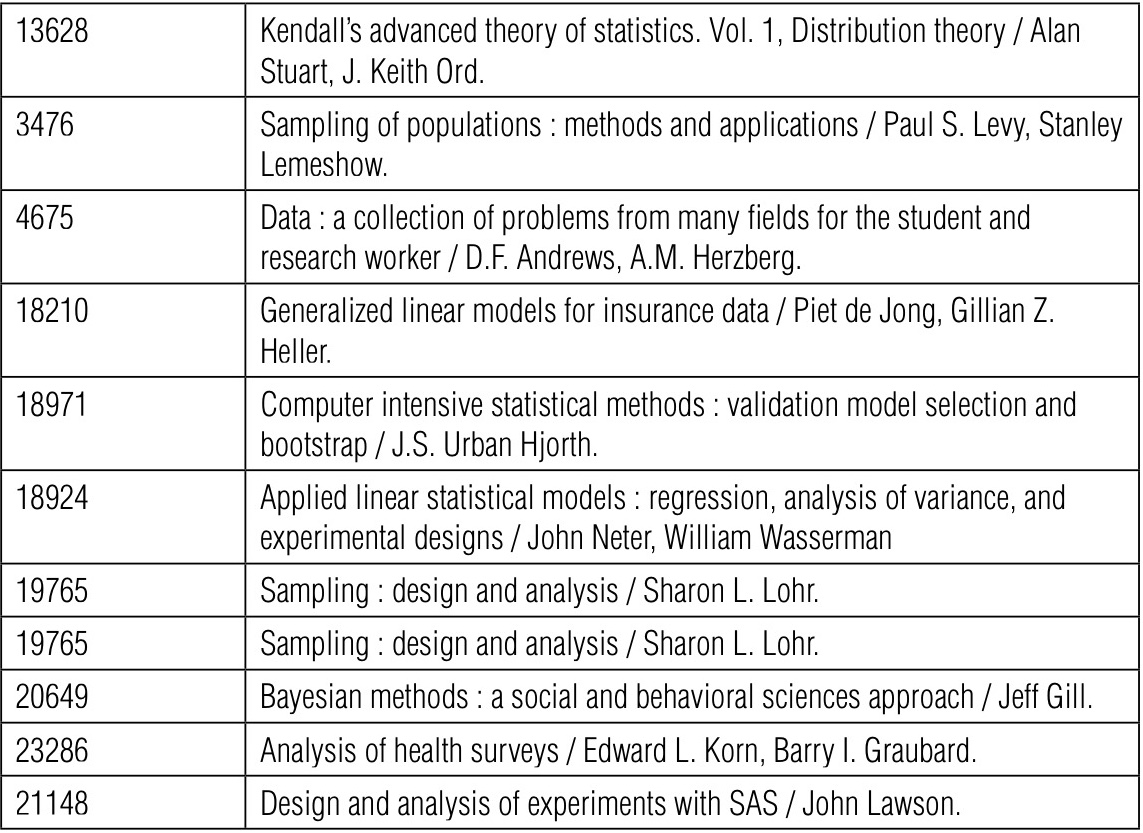 13628 Kendall's advanced theory of statistics. Vol. 1, Distribution theory / Alan
Stuart, J. Keith Ord.
3476 Sampling of populations : methods and applications / Paul S. Levy, Stanley
Lemeshow.
4675 Data : a collection of problems from many fields for the student and
research worker / D.F. Andrews, A.M. Herzberg.
18210 Generalized linear models for insurance data / Piet de Jong, Gillian Z.
Heller.
18971 Computer intensive statistical methods : validation model selection and
bootstrap / J.S. Urban Hjorth.
18924 Applied linear statistical models : regression, analysis of variance, and
experimental designs / John Neter, William Wasserman
19765 Sampling : design and analysis / Sharon L. Lohr.
19765 Sampling : design and analysis / Sharon L. Lohr.
20649 Bayesian methods : a social and behavioral sciences approach / Jeff Gill.
23286 Analysis of health surveys / Edward L. Korn, Barry I. Graubard.
21148 Design and analysis of experiments with SAS / John Lawson.